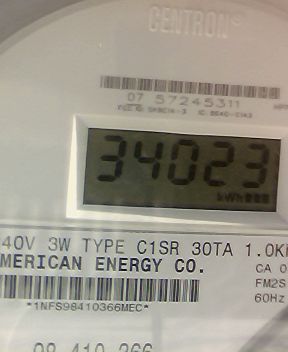 CENTRON®
07 57245311
34023
kWh
40V 3W TYPE C1SR 30TA 1.0K
MERICAN ENERGY CO.
CA 0
FM2S
60Hz
*1NFS98410366MEC*
98 410 366